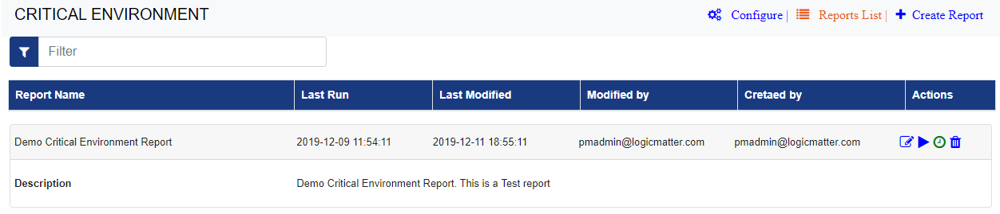 CRITICAL ENVIRONMENT
Configure | Reports List | Create Report
Filter
Report Name Last Run Last Modified Modified by Cretaed by Actions
Demo Critical Environment Report 2019-12-09 11:54:11 2019-12-11 18:55:11 pmadmin@logicmatter.com pmadmin@logicmatter.com
Description Demo Critical Environment Report. This is a Test report